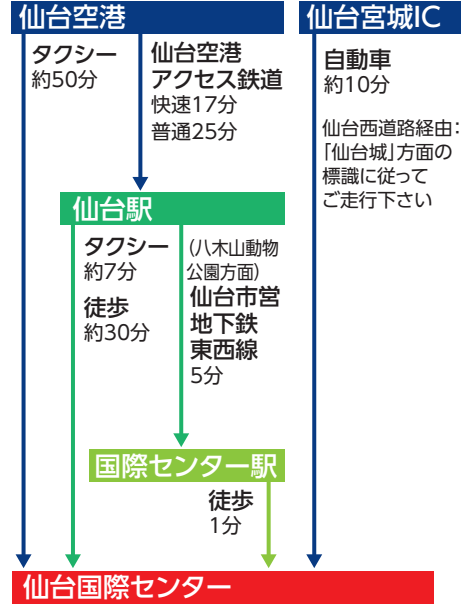 仙台空港
タクシー
約50分
仙台空港
アクセス鉄道
快速17分
普通25分
仙台駅
タクシー
約7分
徒歩
約30分
(八木山動物
公園方面)
仙台市営
地下鉄
東西線
5分
国際センター駅
徒歩
1分
仙台宮城IC
自動車
約10分
仙台西道路経由：
「仙台城」方面の
標識に従って
ご走行下さい
仙台国際センター